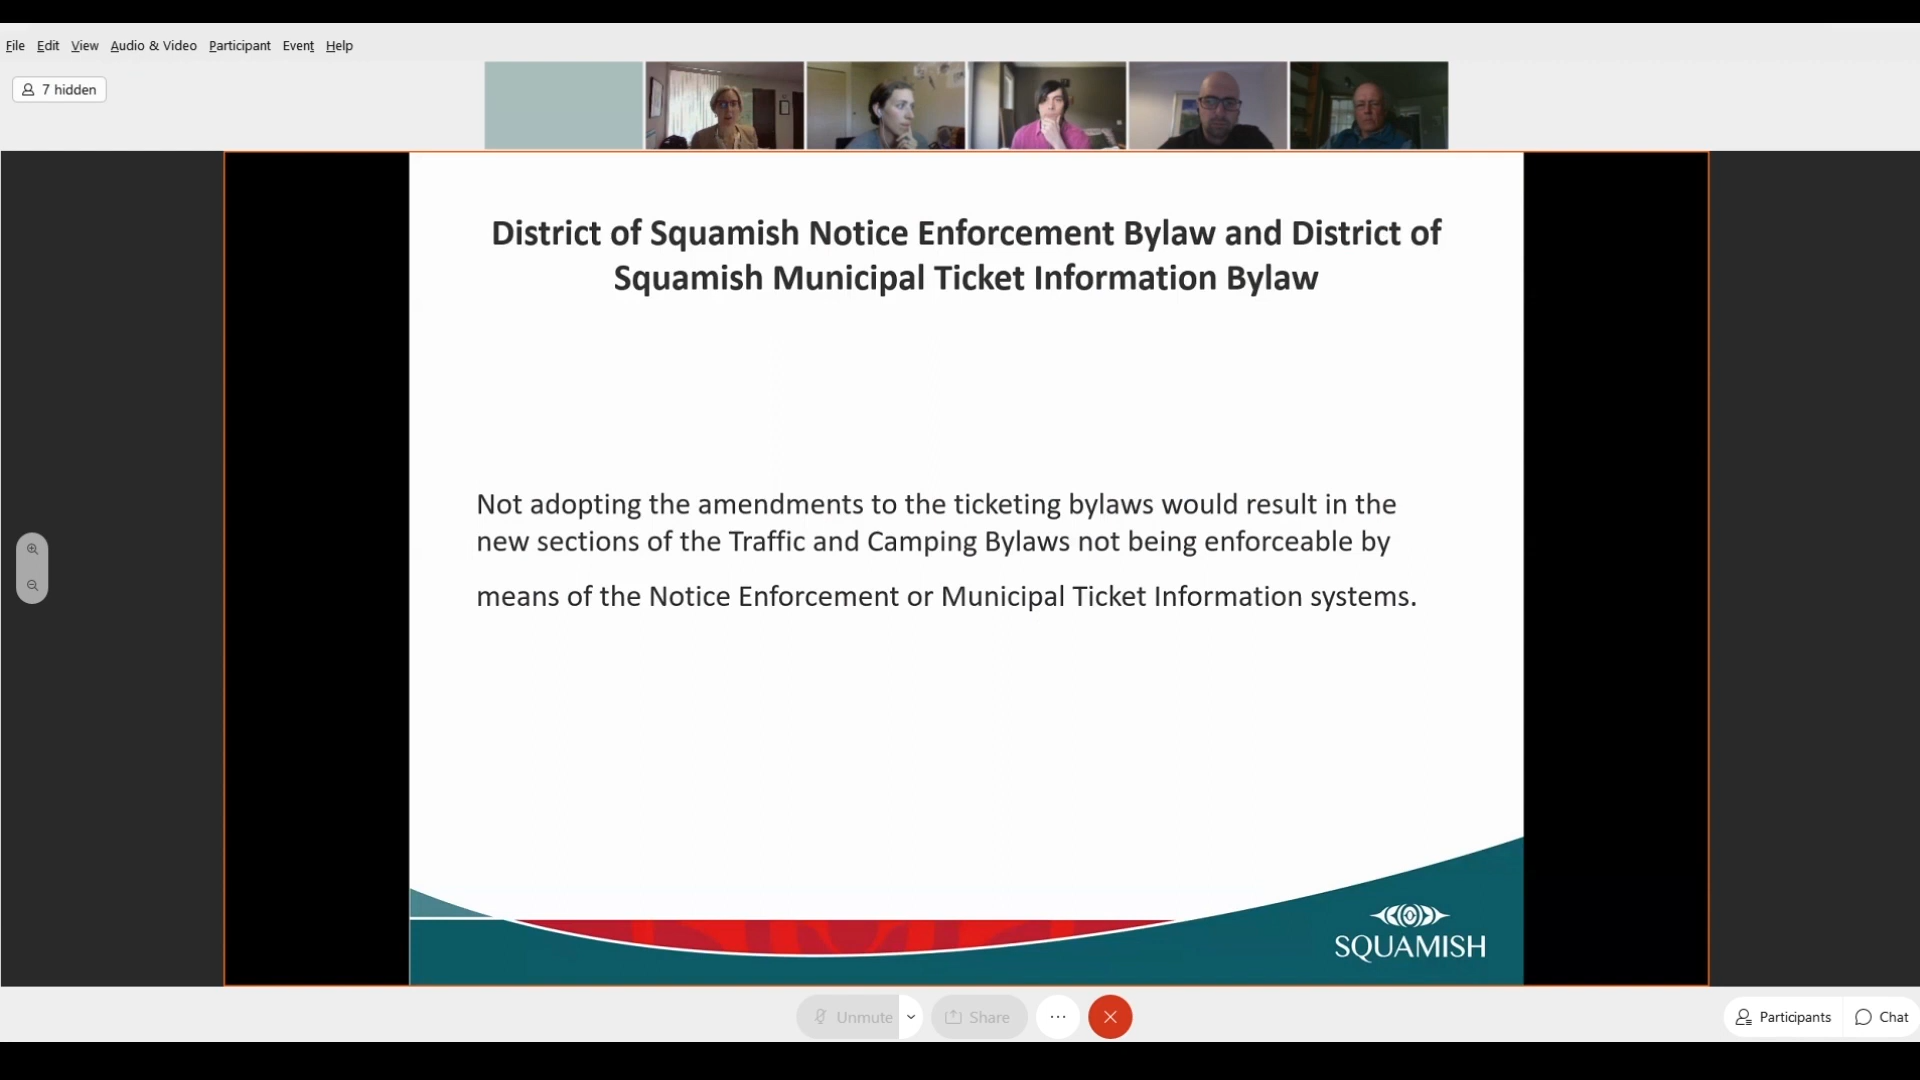 File Edit View Audio & Video Participant Event Help
7 hidden
District of Squamish Notice Enforcement Bylaw and District of
Squamish Municipal Ticket Information Bylaw
Not adopting the amendments to the ticketing bylaws would result in the
new sections of the Traffic and Camping Bylaws not being enforceable by
means of the Notice Enforcement or Municipal Ticket Information systems.
SQUAMISH
Unmute Share Participants Chat